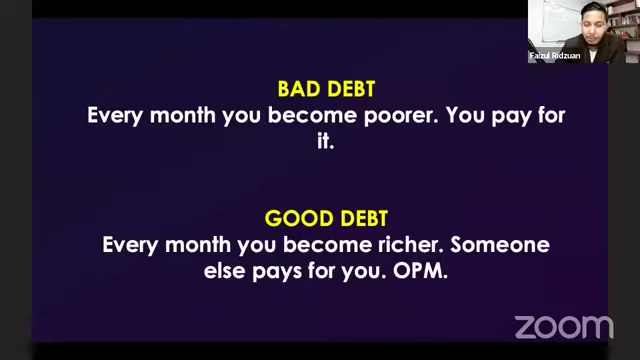 Faizul Ridzuan
BAD DEBT
Every month you become poorer. You pay for
it.
GOOD DEBT
Every month you become richer. Someone
else pays for you. OPM.
zoom